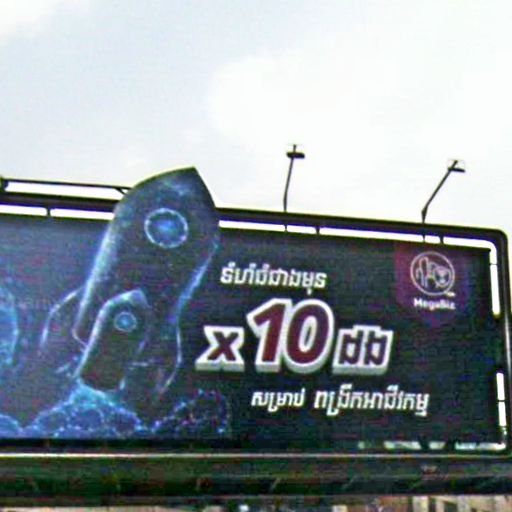 ទំហំធំជាងមុន
MegaBiz
x 10 ដង
សម្រាប់ ពង្រីកអាជីវកម្ម